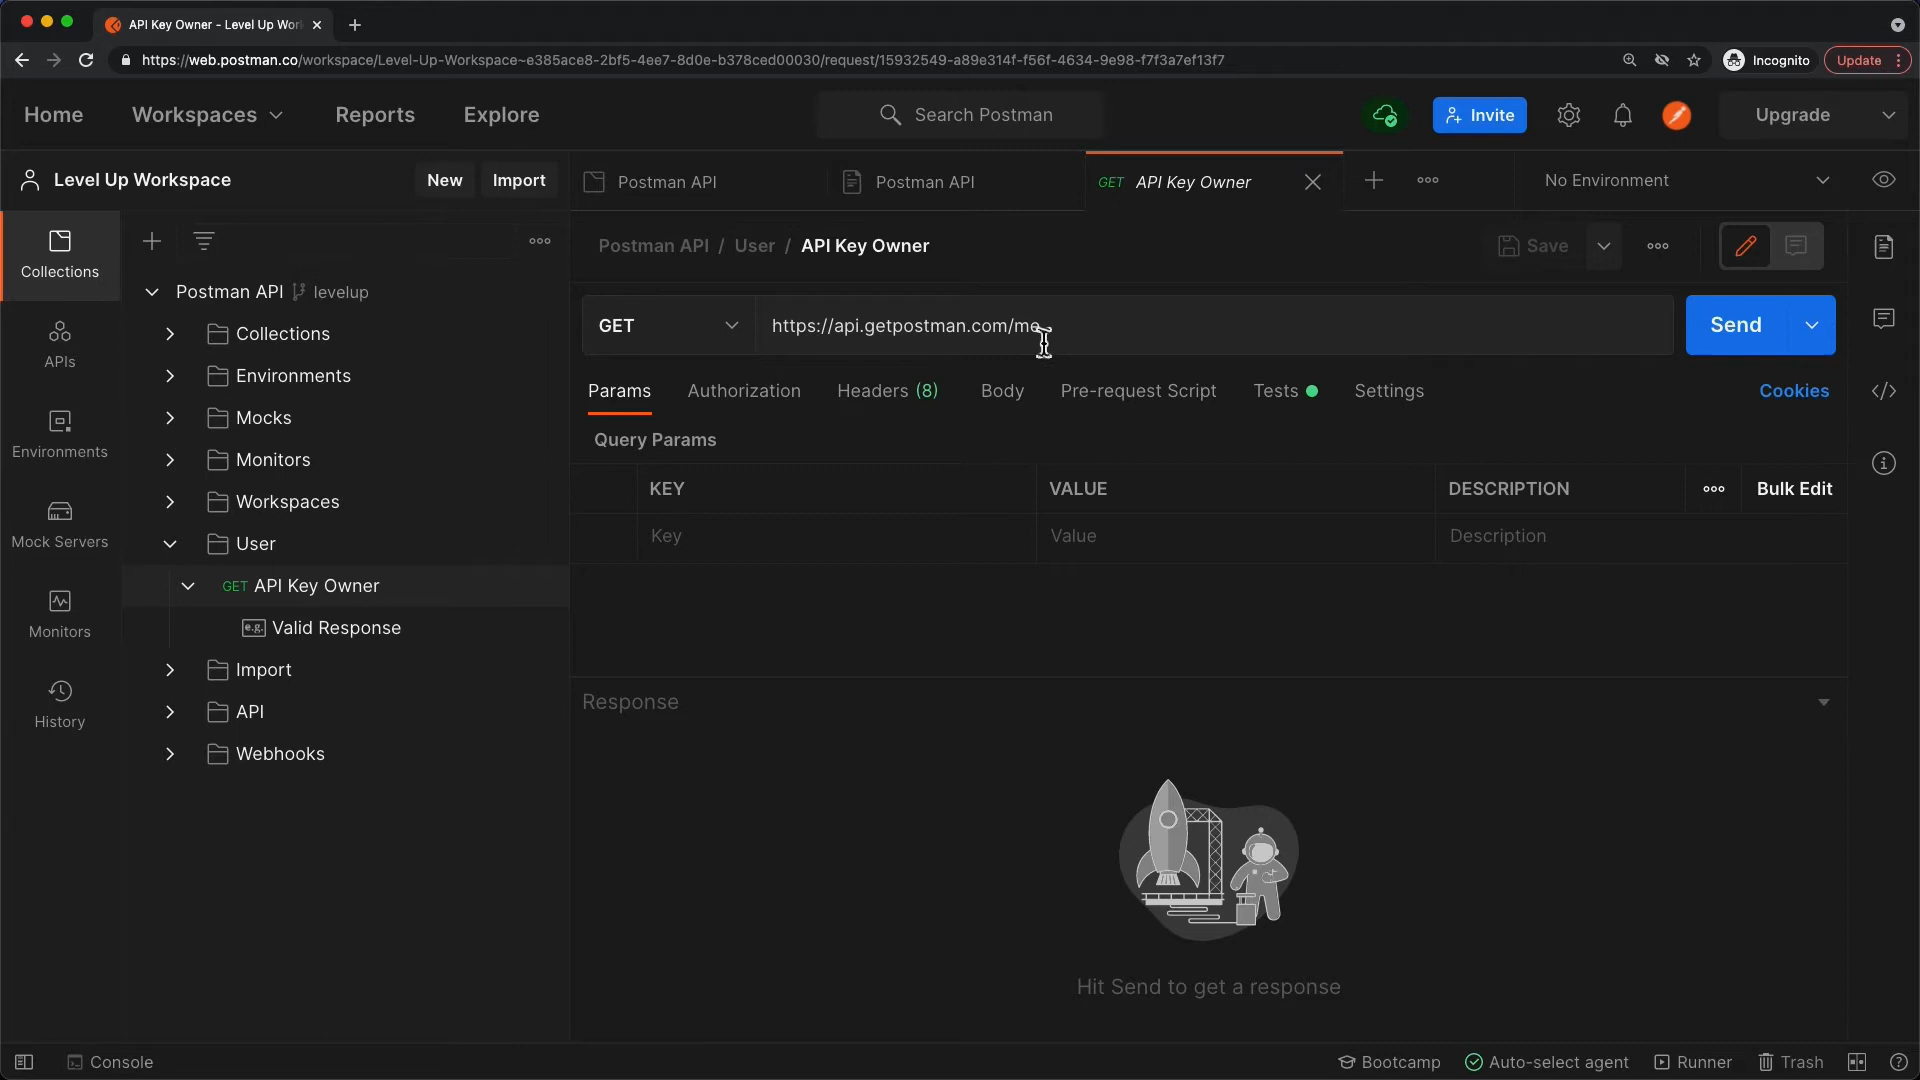 API Key Owner - Level Up Wor
https://web.postman.co/workspace/Level-Up-Workspace~e385ace8-2bf5-4ee7-8d0e-b378ced00030/request/15932549-a89e314f-f56f-4634-9e98-f7f3a7ef13f7
Incognito
Update
Home
Workspaces
Reports
Explore
Search Postman
Invite
Upgrade
Level Up Workspace
New
Import
Postman API
Postman API
GET API Key Owner
No Environment
Collections
APIs
Environments
Mock Servers
Monitors
History
Postman API levelup
Collections
Environments
Mocks
Monitors
Workspaces
User
GET API Key Owner
e.g. Valid Response
Import
API
Webhooks
Postman API / User / API Key Owner
Save
GET
https://api.getpostman.com/me
Send
Params
Authorization
Headers (8)
Body
Pre-request Script
Tests
Settings
Cookies
Query Params
KEY
VALUE
DESCRIPTION
Bulk Edit
Key
Value
Description
Response
Hit Send to get a response
Console
Bootcamp
Auto-select agent
Runner
Trash